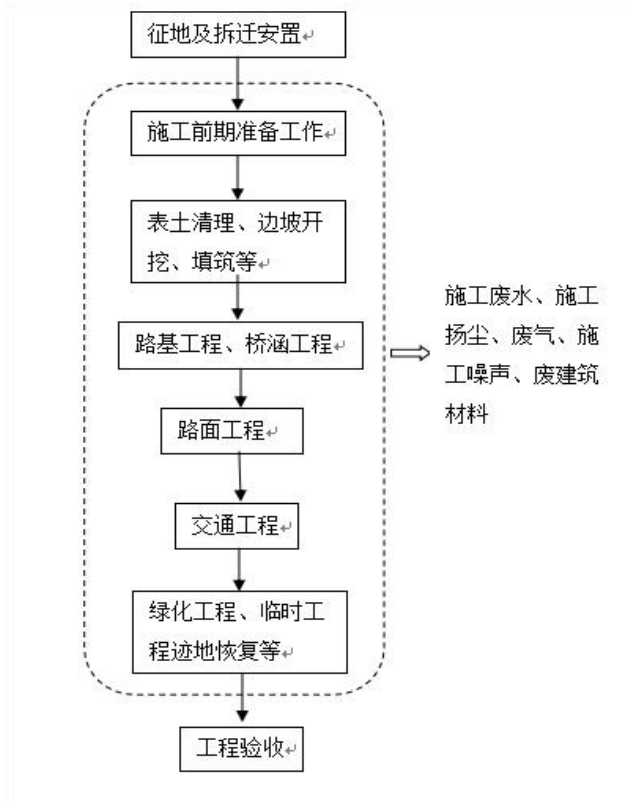 征地及拆迁安置
施工前期准备工作
表土清理、边坡开
挖、填筑等
路基工程、桥涵工程
施工废水、施工
扬尘、废气、施
工噪声、废建筑
材料
路面工程
交通工程
绿化工程、临时工
程迹地恢复等
工程验收